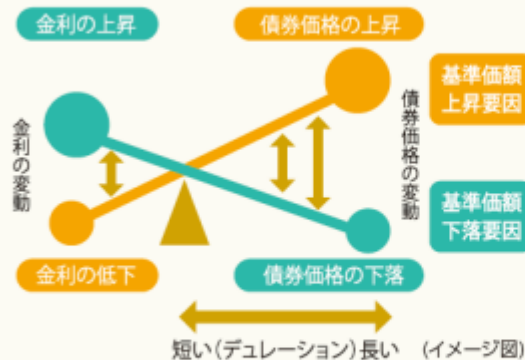 金利の上昇
債券価格の上昇
基準価額
上昇要因
金利の変動
債券価格の変動
基準価額
下落要因
金利の低下
債券価格の下落
短い(デュレーション)長い (イメージ図)